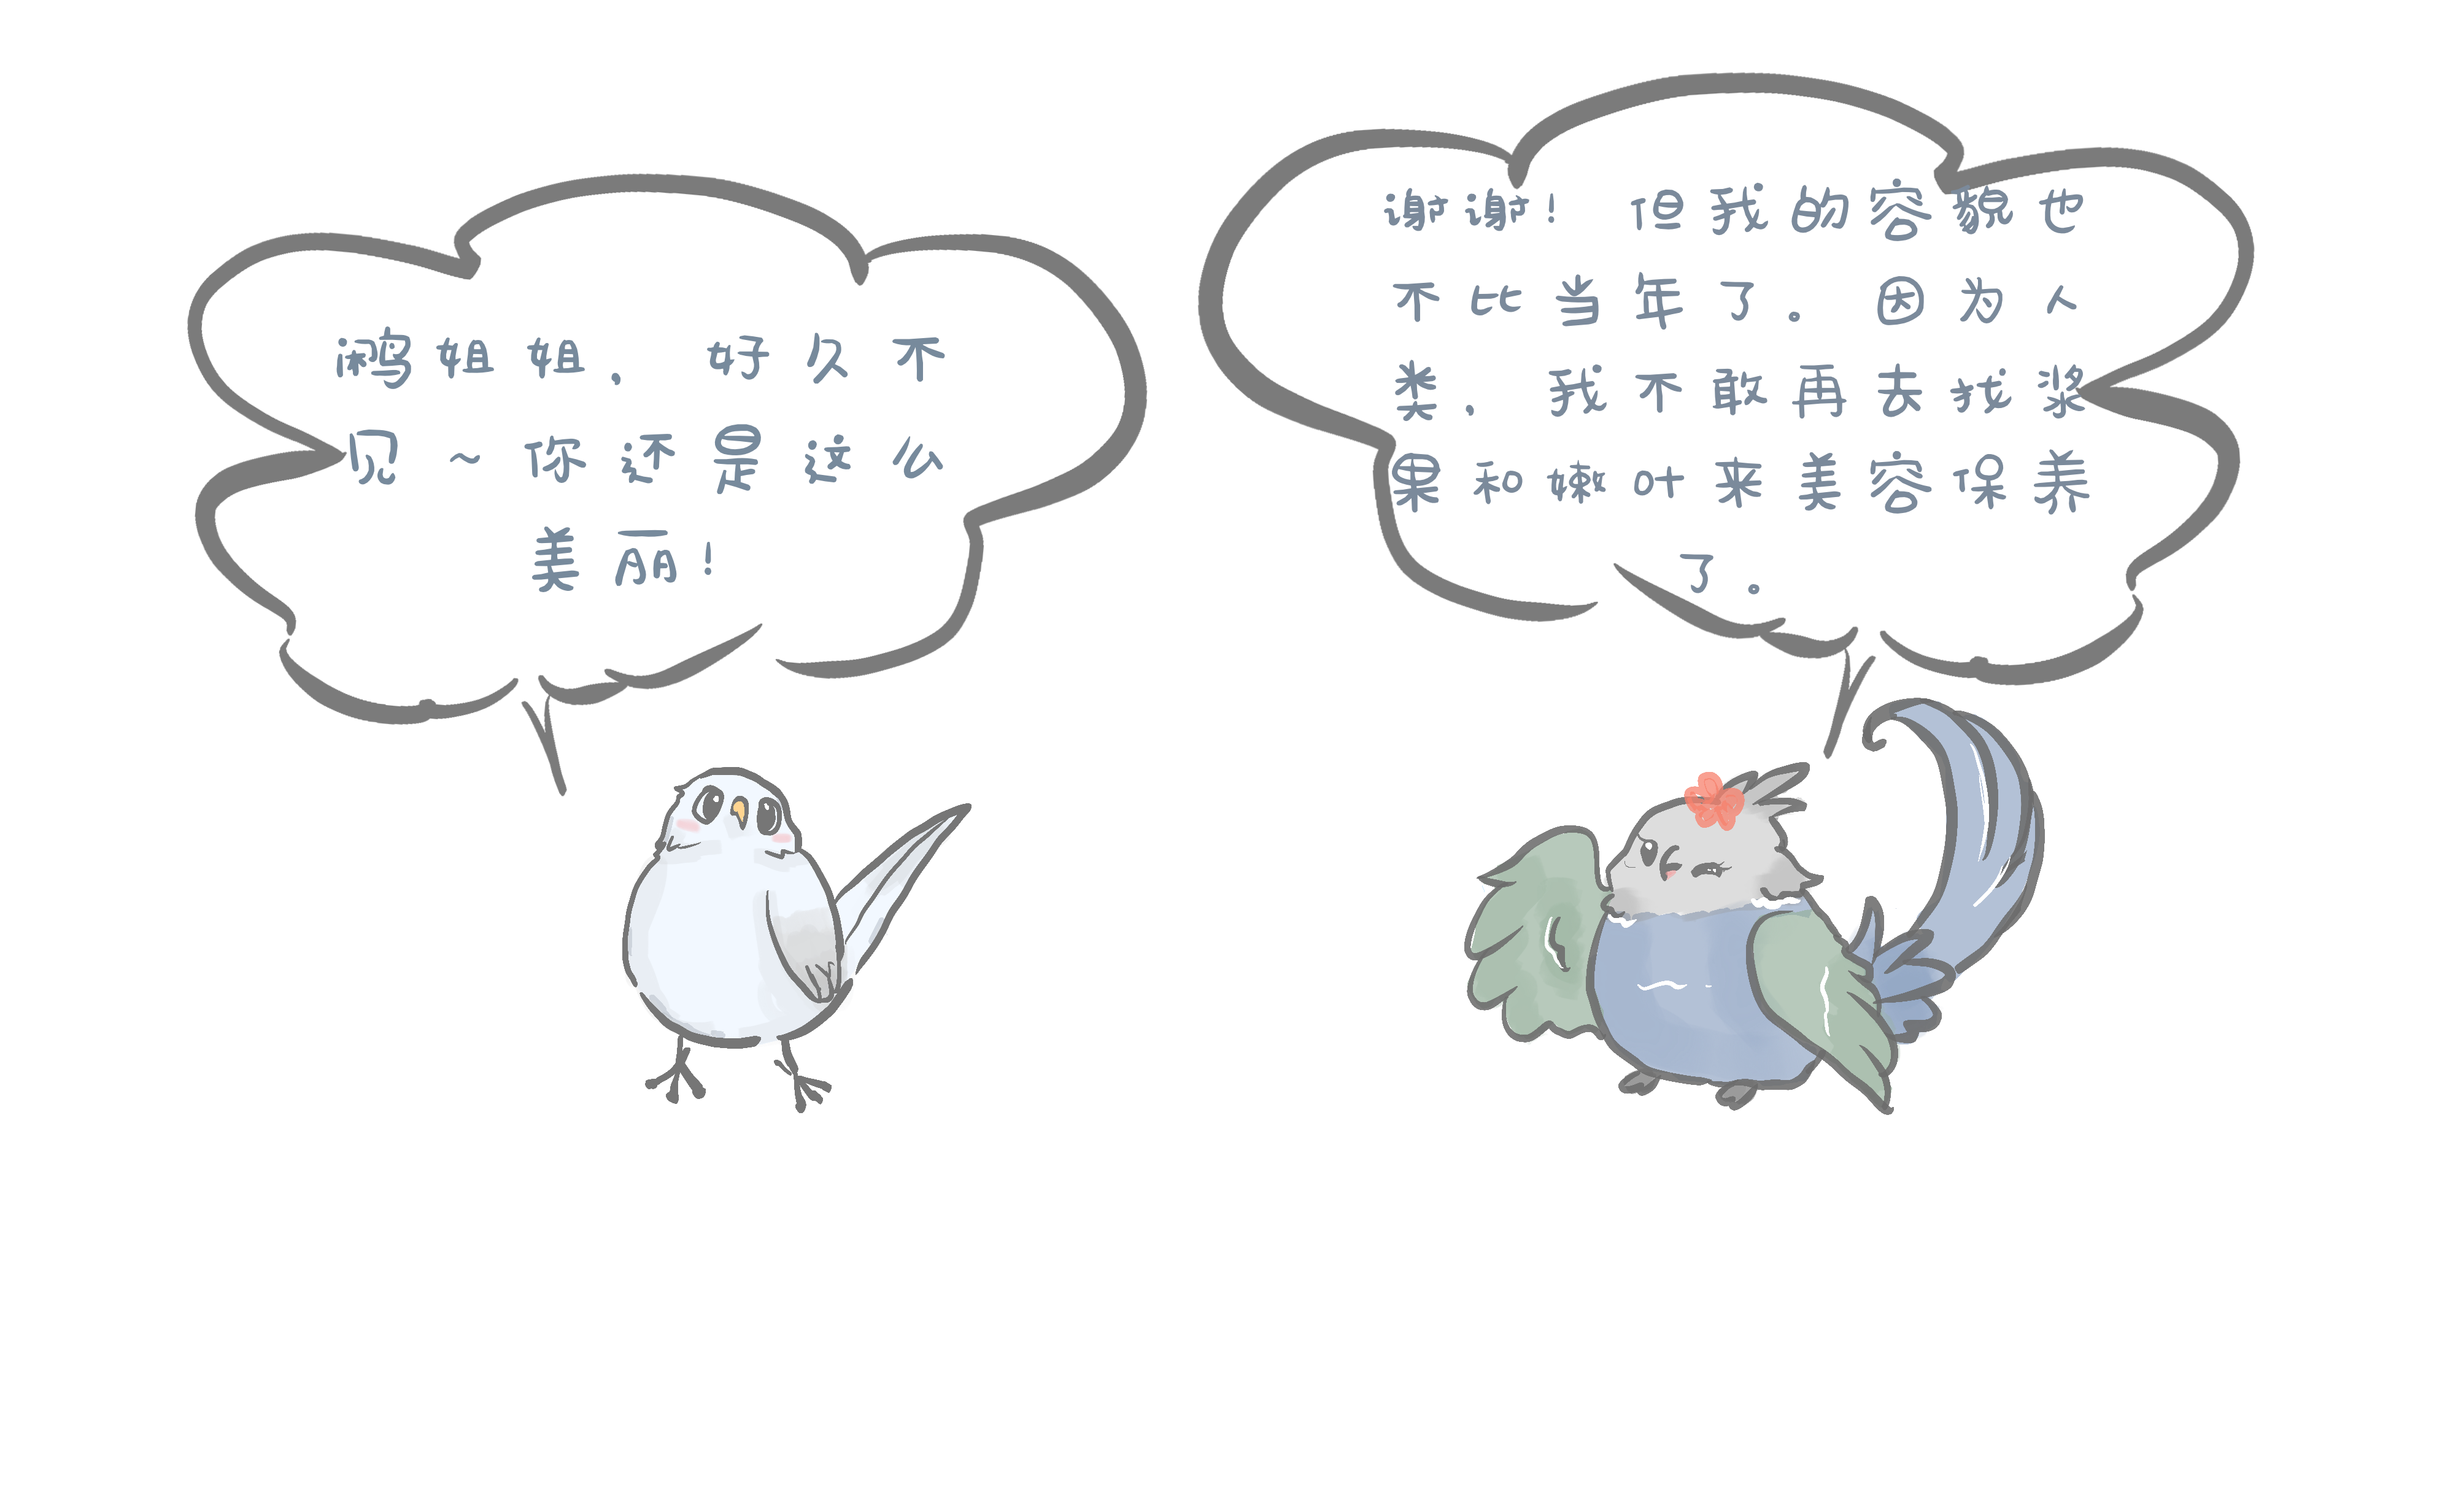 鹇姐姐，好久不
见~你还是这么
美丽！
谢谢！但我的容貌也
不比当年了。因为人
类，我不敢再去找浆
果和嫩叶来美容保养
了。